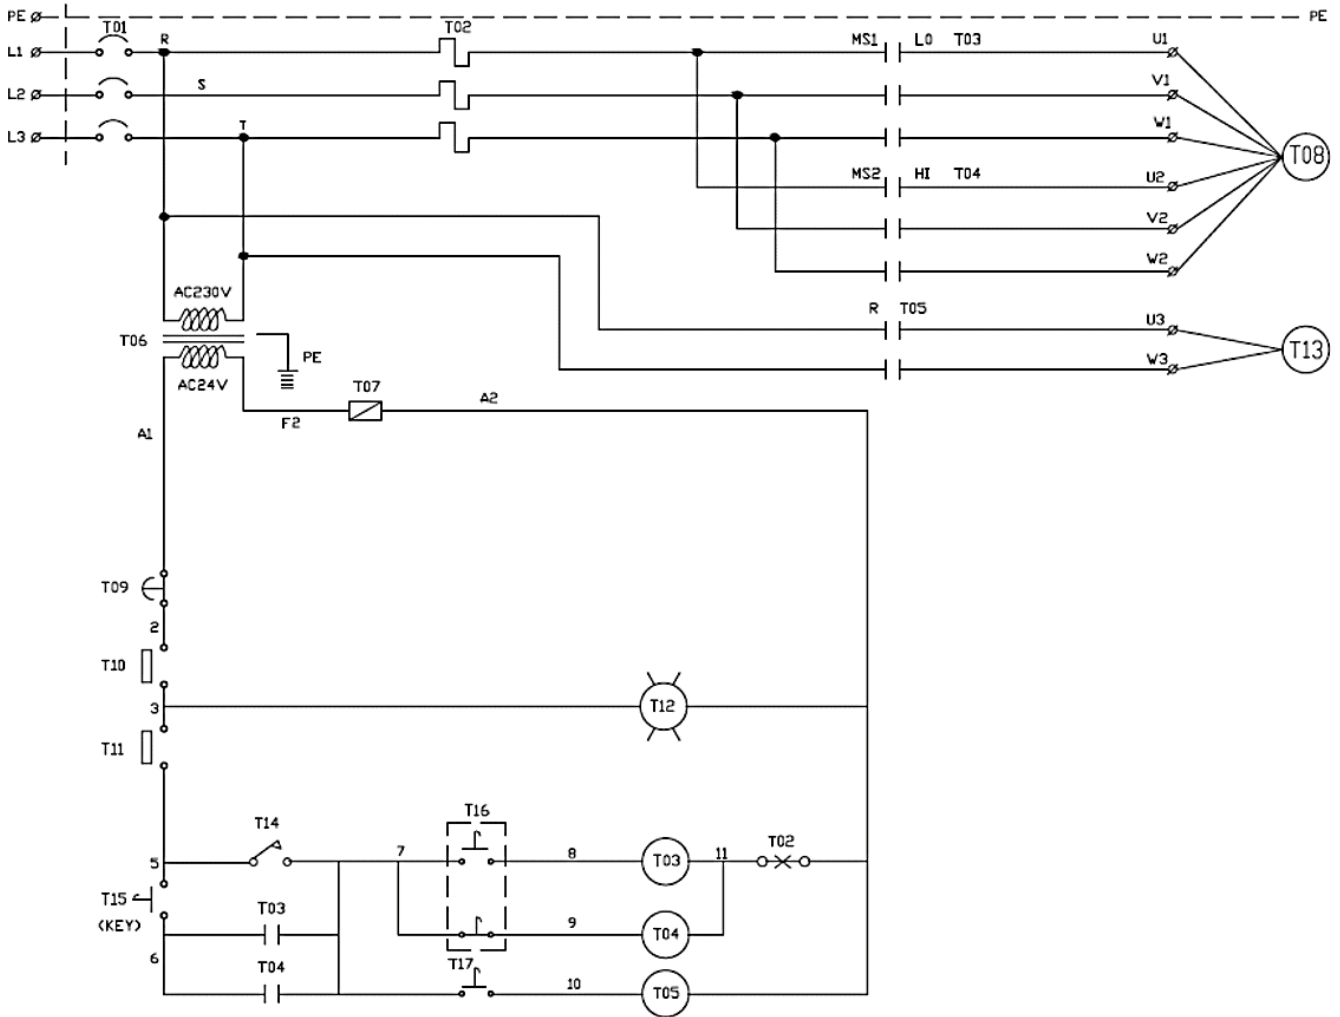 PE PE
T01 R T02
L1 MS1 LO T03 U1
L2 S V1
L3 T W1
T08
MS2 HI T04 U2
V2
W2
AC230V
R T05 U3
T06
PE
T13
AC24V
W3
T07
F2
A2
A1
T09
2
T10
3
T12
T11
T14
T16
5
7
8
T03
11
T02
T15
(KEY)
T03
9
T04
6
T04
T17
10
T05